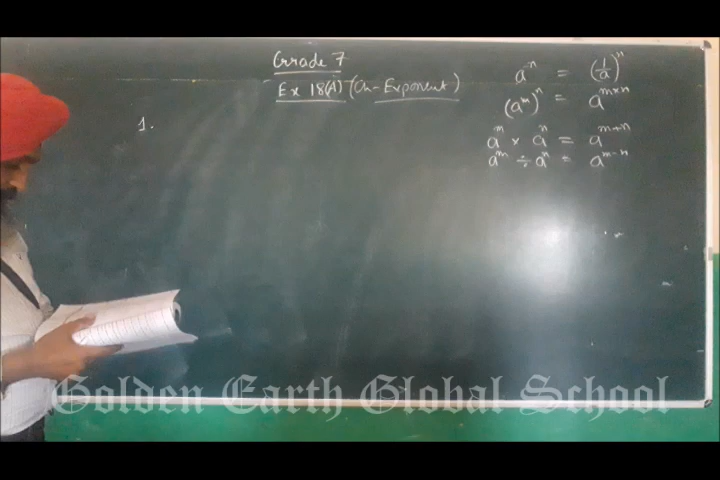 Grade 7
Ex 18(A) (Ch-Exponent)
1.
a⁻ⁿ = (1/a)ⁿ
(aᵐ)ⁿ = aᵐˣⁿ
aᵐ × aⁿ = aᵐ⁺ⁿ
aᵐ ÷ aⁿ = aᵐ⁻ⁿ
Golden Earth Global School